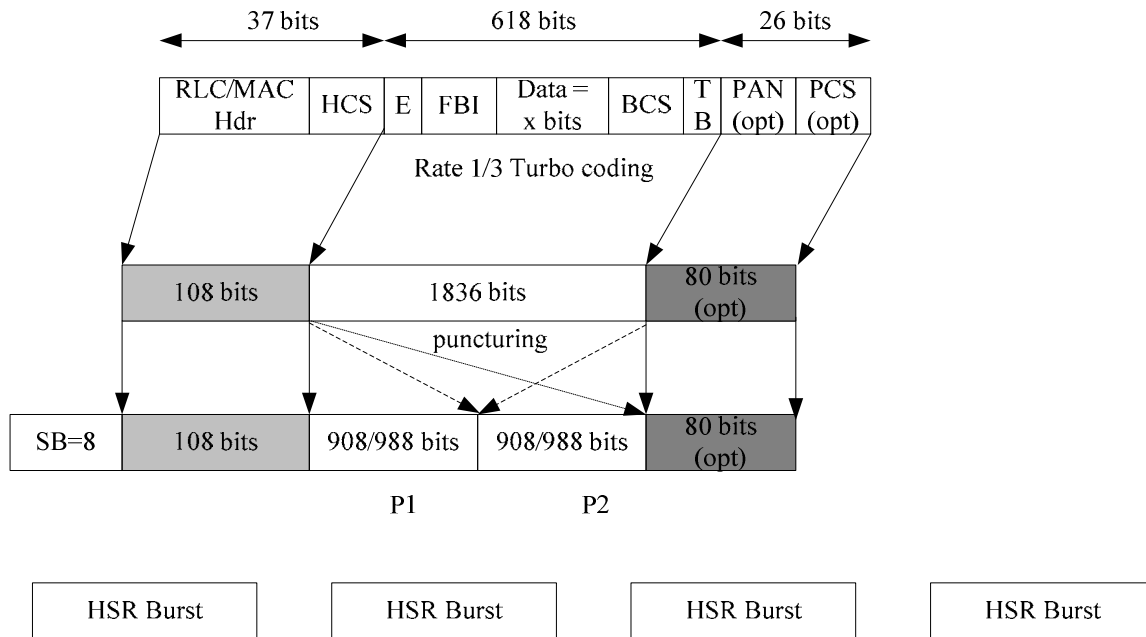 37 bits
618 bits
26 bits
RLC/MAC
Hdr
HCS
E
FBI
Data =
x bits
BCS
T
B
PAN
(opt)
PCS
(opt)
Rate 1/3 Turbo coding
108 bits
1836 bits
80 bits
(opt)
puncturing
SB=8
108 bits
908/988 bits
908/988 bits
80 bits
(opt)
P1
P2
HSR Burst
HSR Burst
HSR Burst
HSR Burst